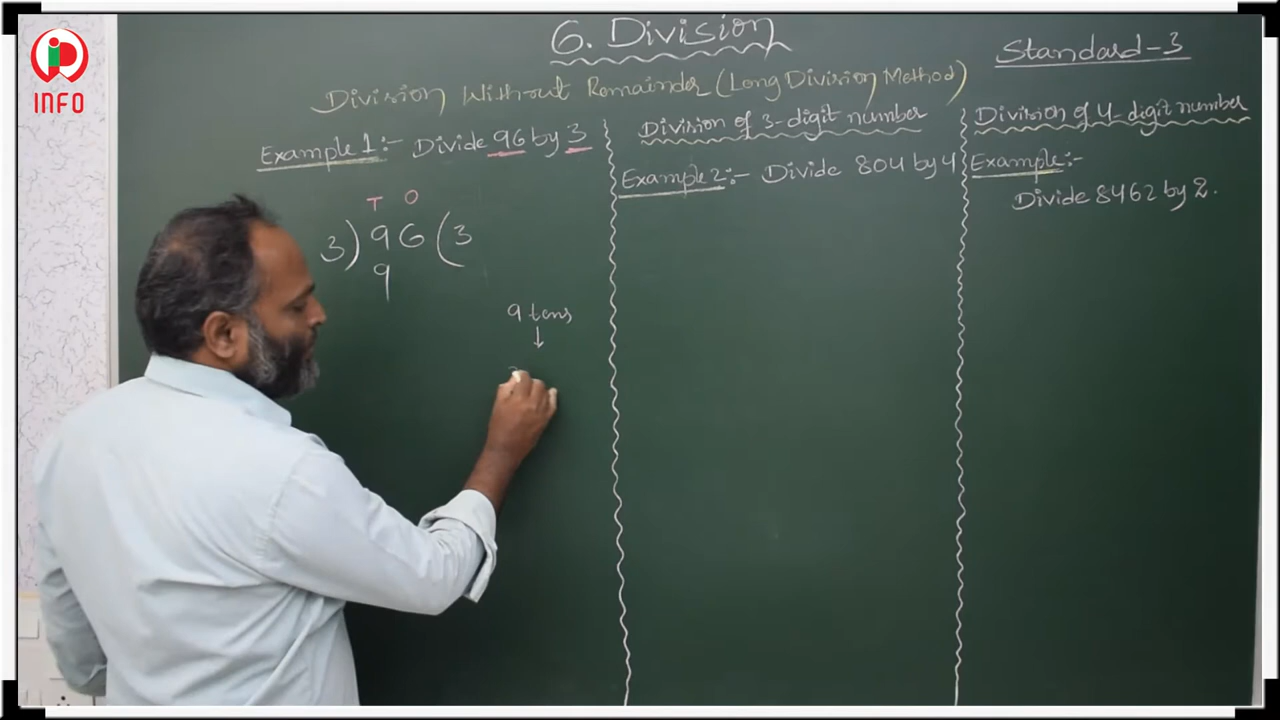 INFO
6. Division
Standard-3
Division Without Remainder (Long Division Method)
Example 1:- Divide 96 by 3
T O
3) 96 (3
9
9 tens
↓
Division of 3-digit number
Example 2:- Divide 804 by 4
Division of 4-digit number
Example:-
Divide 8462 by 2.